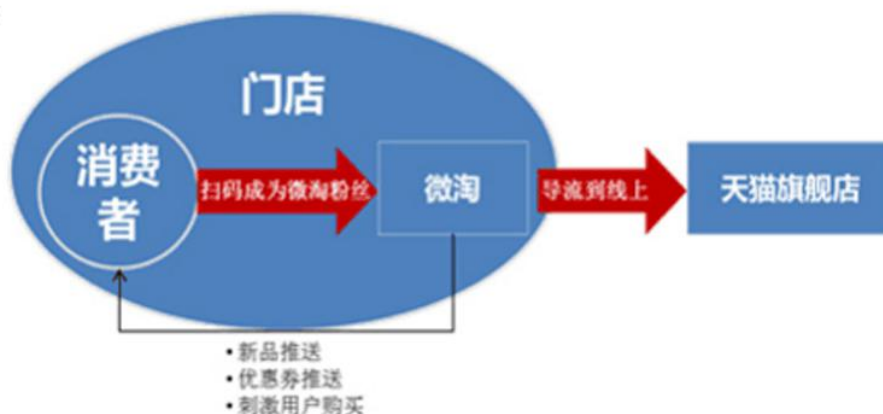 门店
消费
者
扫码成为微淘粉丝
微淘
导流到线上
天猫旗舰店
•新品推送
•优惠券推送
•刺激用户购买